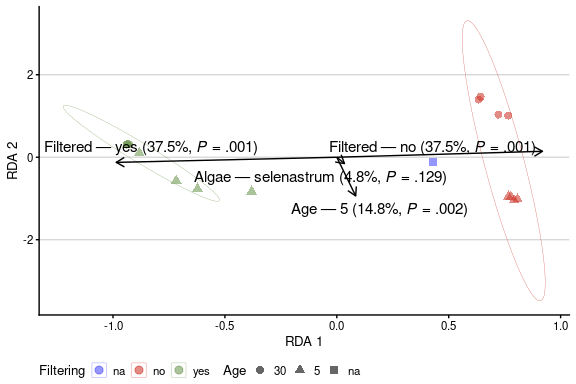 2
0
-2
RDA 2
Filtered — yes (37.5%, P = .001)
Filtered — no (37.5%, P = .001)
Algae — selenastrum (4.8%, P = .129)
Age — 5 (14.8%, P = .002)
-1.0 -0.5 0.0 0.5 1.0
RDA 1
Filtering na no yes Age 30 5 na